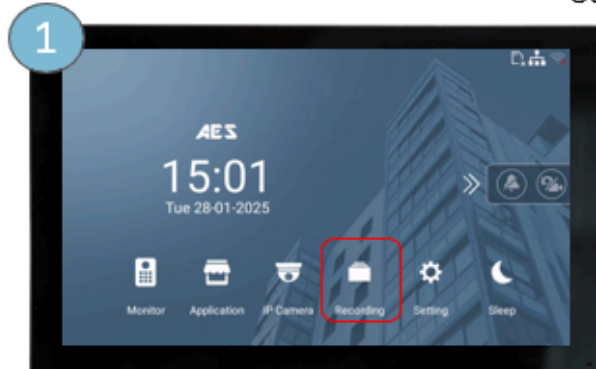 1
AES
15:01
Tue 28-01-2025
Monitor Application IP Camera Recording Setting Sleep